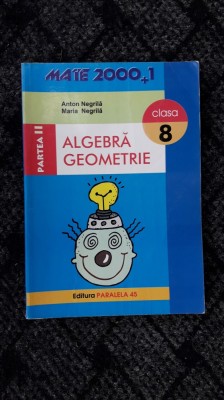 MATE 2000+1
Anton Negrilă
Maria Negrilă
clasa
8
PARTEA II
ALGEBRĂ
GEOMETRIE
Editura PARALELA 45